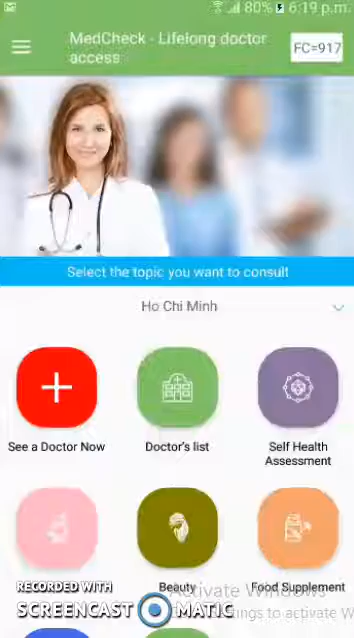 80% 6:19 p.m.
MedCheck - Lifelong doctor
access
FC=917
Select the topic you want to consult
Ho Chi Minh
See a Doctor Now
Doctor's list
Self Health
Assessment
Beauty
Food Supplement
Activate Windows
RECORDED WITH
SCREENCAST MATIC
tings to activate W